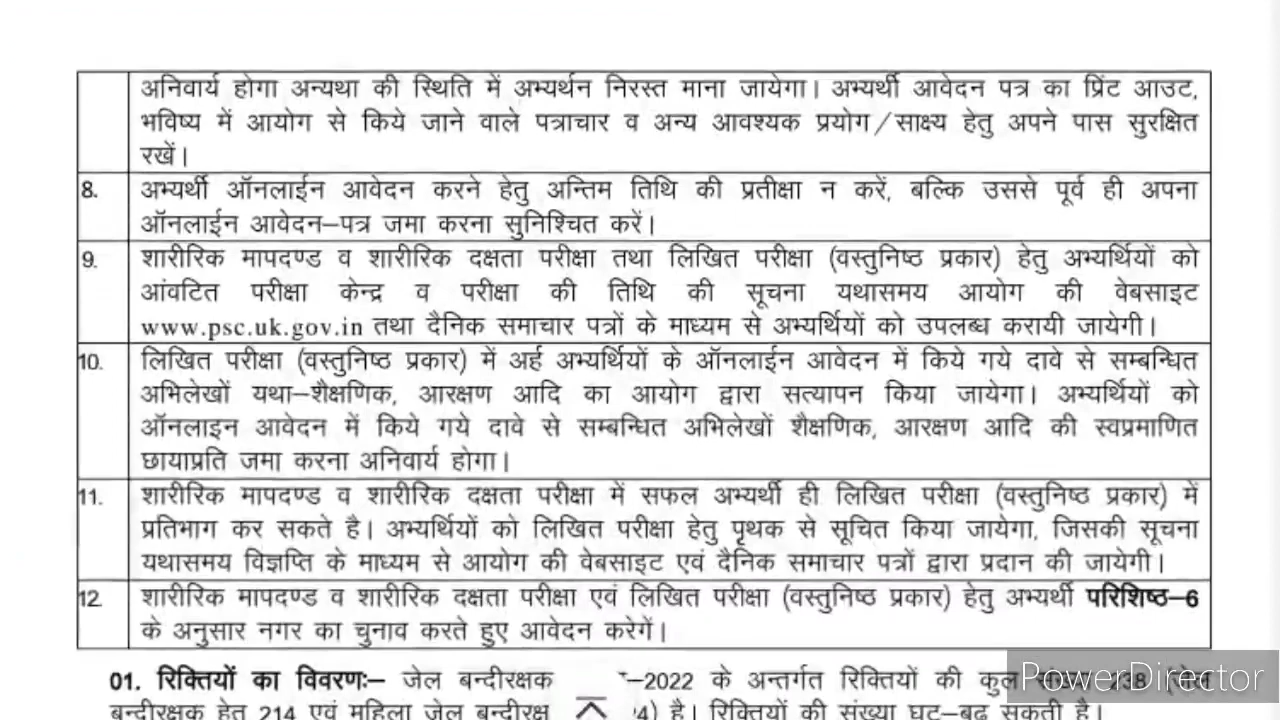 अनिवार्य होगा अन्यथा की स्थिति में अभ्यर्थन निरस्त माना जायेगा। अभ्यर्थी आवेदन पत्र का प्रिंट आउट,
भविष्य में आयोग से किये जाने वाले पत्राचार व अन्य आवश्यक प्रयोग/साक्ष्य हेतु अपने पास सुरक्षित
रखें।
8. अभ्यर्थी ऑनलाईन आवेदन करने हेतु अन्तिम तिथि की प्रतीक्षा न करें, बल्कि उससे पूर्व ही अपना
ऑनलाईन आवेदन–पत्र जमा करना सुनिश्चित करें।
9. शारीरिक मापदण्ड व शारीरिक दक्षता परीक्षा तथा लिखित परीक्षा (वस्तुनिष्ठ प्रकार) हेतु अभ्यर्थियों को
आंवटित परीक्षा केन्द्र व परीक्षा की तिथि की सूचना यथासमय आयोग की वेबसाइट
www.psc.uk.gov.in तथा दैनिक समाचार पत्रों के माध्यम से अभ्यर्थियों को उपलब्ध करायी जायेगी।
10. लिखित परीक्षा (वस्तुनिष्ठ प्रकार) में अर्ह अभ्यर्थियों के ऑनलाईन आवेदन में किये गये दावे से सम्बन्धित
अभिलेखों यथा–शैक्षणिक, आरक्षण आदि का आयोग द्वारा सत्यापन किया जायेगा। अभ्यर्थियों को
ऑनलाइन आवेदन में किये गये दावे से सम्बन्धित अभिलेखों शैक्षणिक, आरक्षण आदि की स्वप्रमाणित
छायाप्रति जमा करना अनिवार्य होगा।
11. शारीरिक मापदण्ड व शारीरिक दक्षता परीक्षा में सफल अभ्यर्थी ही लिखित परीक्षा (वस्तुनिष्ठ प्रकार) में
प्रतिभाग कर सकते है। अभ्यर्थियों को लिखित परीक्षा हेतु पृथक से सूचित किया जायेगा, जिसकी सूचना
यथासमय विज्ञप्ति के माध्यम से आयोग की वेबसाइट एवं दैनिक समाचार पत्रों द्वारा प्रदान की जायेगी।
12. शारीरिक मापदण्ड व शारीरिक दक्षता परीक्षा एवं लिखित परीक्षा (वस्तुनिष्ठ प्रकार) हेतु अभ्यर्थी परिशिष्ठ–6
के अनुसार नगर का चुनाव करते हुए आवेदन करेगें।
01. रिक्तियों का विवरणः– जेल बन्दीरक्षक –2022 के अन्तर्गत रिक्तियों की कुल 238
बन्दीरक्षक हेतु 214 एवं महिला जेल है। रिक्तियों की संख्या घट–बढ़ सकती है।
PowerDirector